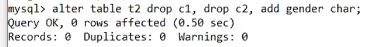 mysql> alter table t2 drop c1, drop c2, add gender char;
Query OK, 0 rows affected (0.50 sec)
Records: 0  Duplicates: 0  Warnings: 0